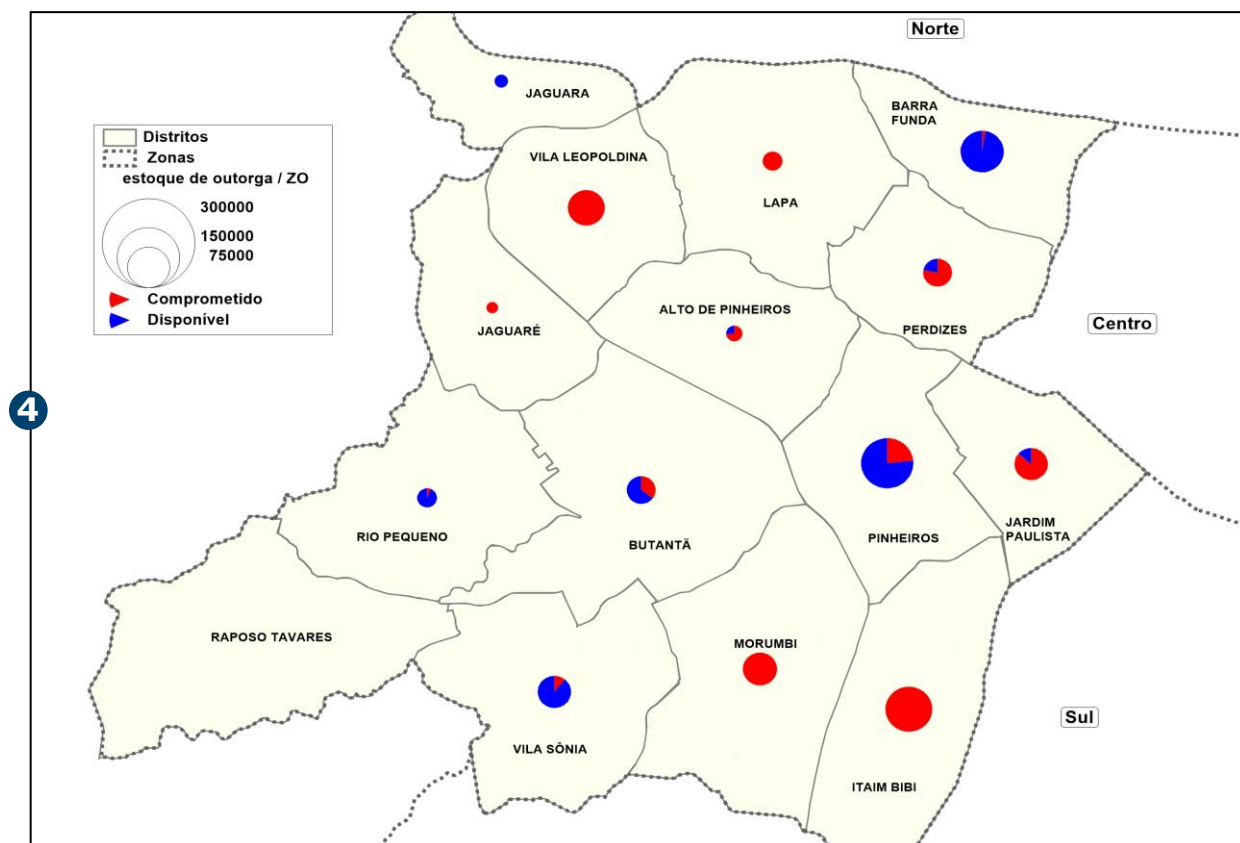 Norte
JAGUARA
BARRA
FUNDA
Distritos
Zonas
estoque de outorga / ZO
300000
150000
75000
Comprometido
Disponível
VILA LEOPOLDINA
LAPA
ALTO DE PINHEIROS
PERDIZES
Centro
JAGUARÉ
4
RIO PEQUENO
BUTANTÃ
PINHEIROS
JARDIM
PAULISTA
RAPOSO TAVARES
MORUMBI
Sul
VILA SÔNIA
ITAIM BIBI